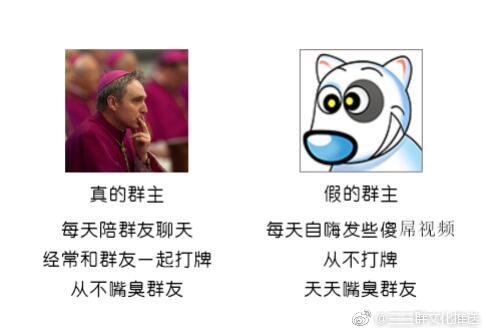 真的群主
每天陪群友聊天
经常和群友一起打牌
从不嘴臭群友
假的群主
每天自嗨发些傻屌视频
从不打牌
天天嘴臭群友
@三三胖文化推送